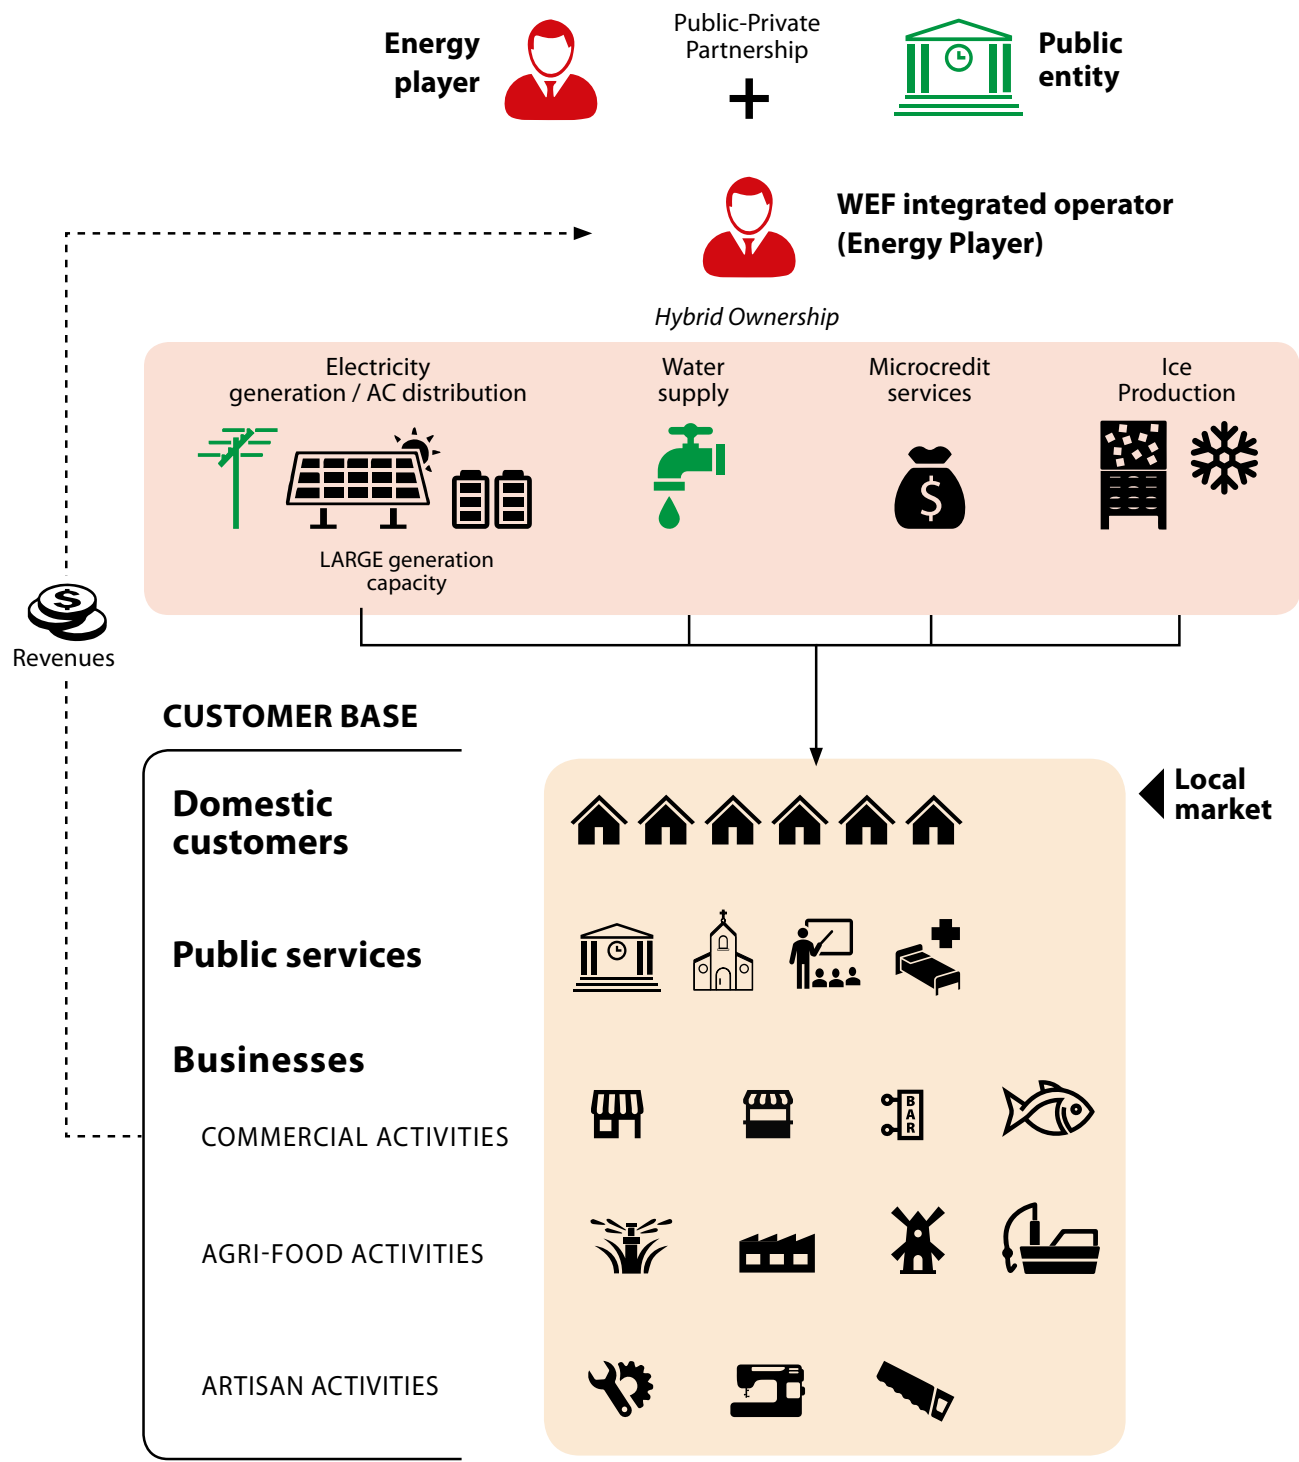 Energy
player
Public-Private
Partnership
Public
entity
WEF integrated operator
(Energy Player)
Hybrid Ownership
Electricity
generation / AC distribution
Water
supply
Microcredit
services
Ice
Production
$
LARGE generation
capacity
$
Revenues
CUSTOMER BASE
Local
market
Domestic
customers
Public services
Businesses
COMMERCIAL ACTIVITIES
BAR
AGRI-FOOD ACTIVITIES
ARTISAN ACTIVITIES